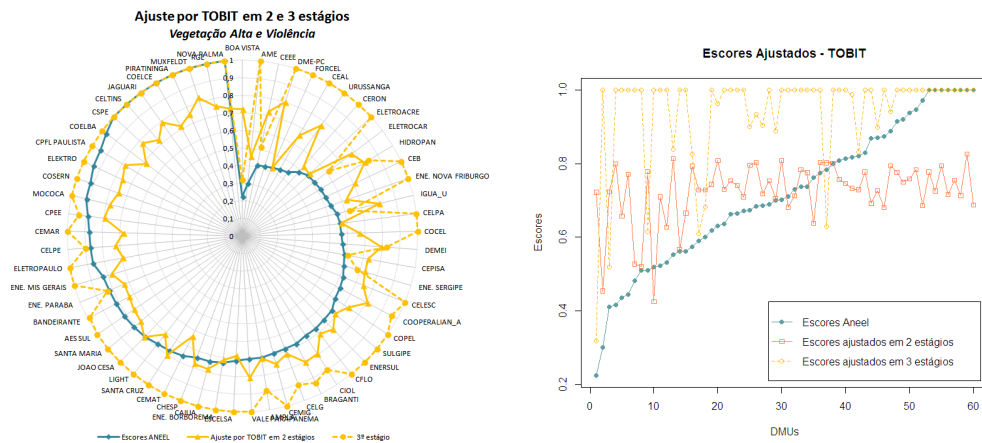 Ajuste por TOBIT em 2 e 3 estágios
Vegetação Alta e Violência
BOA VISTA
AME
CEEE
DME-PC
FORCEL
CEAL
URUSSANGA
CERON
ELETROACRE
ELETROCAR
HIDROPAN
CEB
ENE. NOVA FRIBURGO
IGUA_U
CELPA
COCEL
DEMEI
CEPISA
ENE. SERGIPE
CELESC
COOPERALIAN_A
COPEL
SULGIPE
ENERSUL
CFLO
CIOL
BRAGANTI
CELG
CEMIG
AMPLA
VALE PARAPANEMA
ESCELSA
CAIUA
ENE. BORBOREMA
CHESP
CEMAT
SANTA CRUZ
LIGHT
JOAO CESA
SANTA MARIA
AES SUL
BANDEIRANTE
ENE. PARABA
ENE. MIS GERAIS
ELETROPAULO
CELPE
CEMAR
CPEE
MOCOCA
COSERN
ELEKTRO
CPFL PAULISTA
COELBA
CSPE
CELTINS
JAGUARI
COELCE
PIRATININGA
MUXFELDT
RGE
NOVA PALMA
1
0,9
0,8
0,7
0,6
0,5
0,4
0,3
0,2
0,1
0
Escores ANEEL
Ajuste por TOBIT em 2 estágios
3º estágio
Escores Ajustados - TOBIT
Escores
1.0
0.8
0.6
0.4
0.2
Escores Aneel
Escores ajustados em 2 estágios
Escores ajustados em 3 estágios
0 10 20 30 40 50 60
DMUs